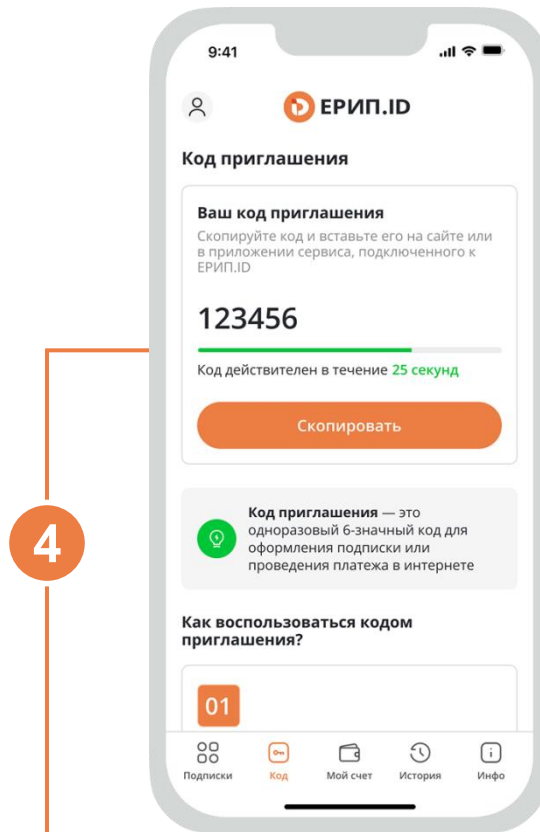 9:41
ЕРИП.ID
Код приглашения
Ваш код приглашения
Скопируйте код и вставьте его на сайте или
в приложении сервиса, подключенного к
ЕРИП.ID
123456
Код действителен в течение 25 секунд
Скопировать
4
Код приглашения — это
одноразовый 6-значный код для
оформления подписки или
проведения платежа в интернете
Как воспользоваться кодом
приглашения?
01
Подписки Код Мой счет История Инфо